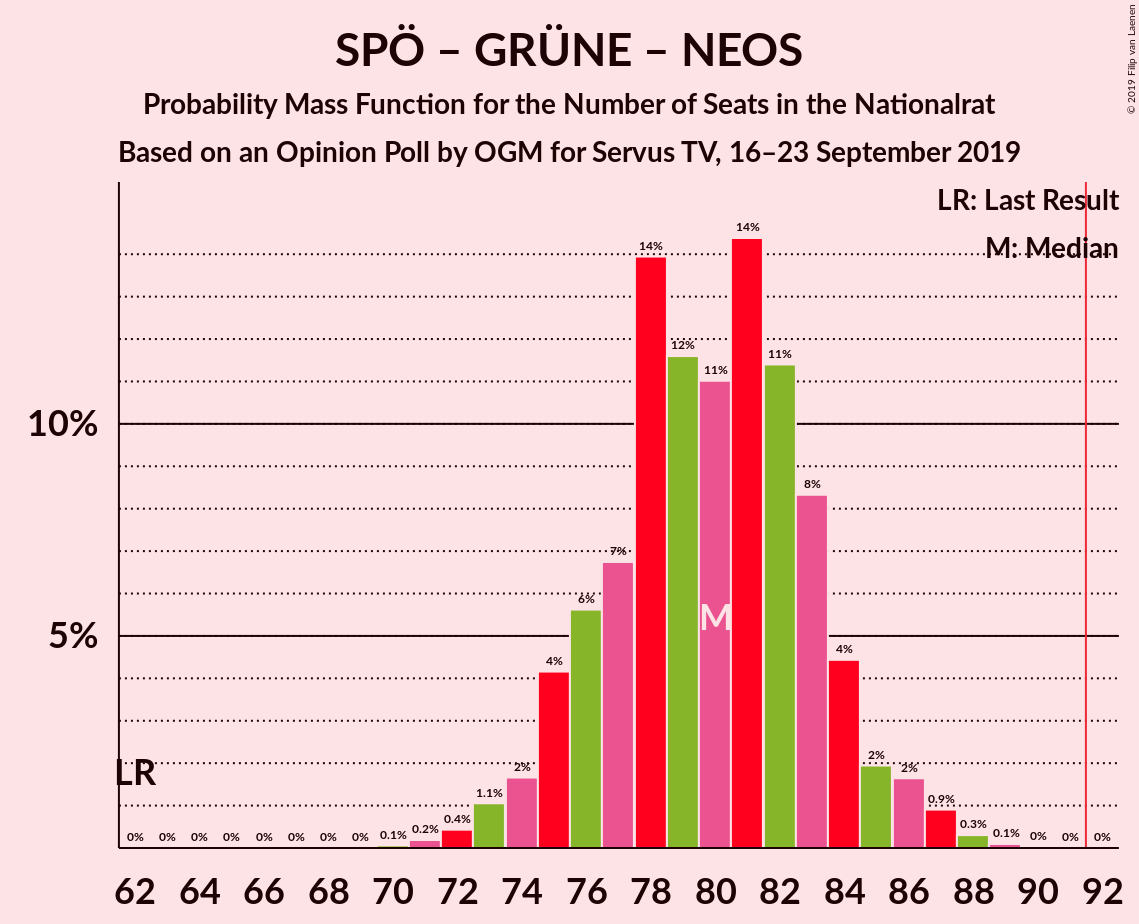 SPÖ – GRÜNE – NEOS
Probability Mass Function for the Number of Seats in the Nationalrat
Based on an Opinion Poll by OGM for Servus TV, 16–23 September 2019
© 2019 Filip van Laenen
LR: Last Result
M: Median
10%
5%
LR
M
0% 0% 0% 0% 0% 0% 0% 0% 0.1% 0.2% 0.4% 1.1% 2% 4% 6% 7% 14% 12% 11% 14% 11% 8% 4% 2% 2% 0.9% 0.3% 0.1% 0% 0% 0%
62 64 66 68 70 72 74 76 78 80 82 84 86 88 90 92